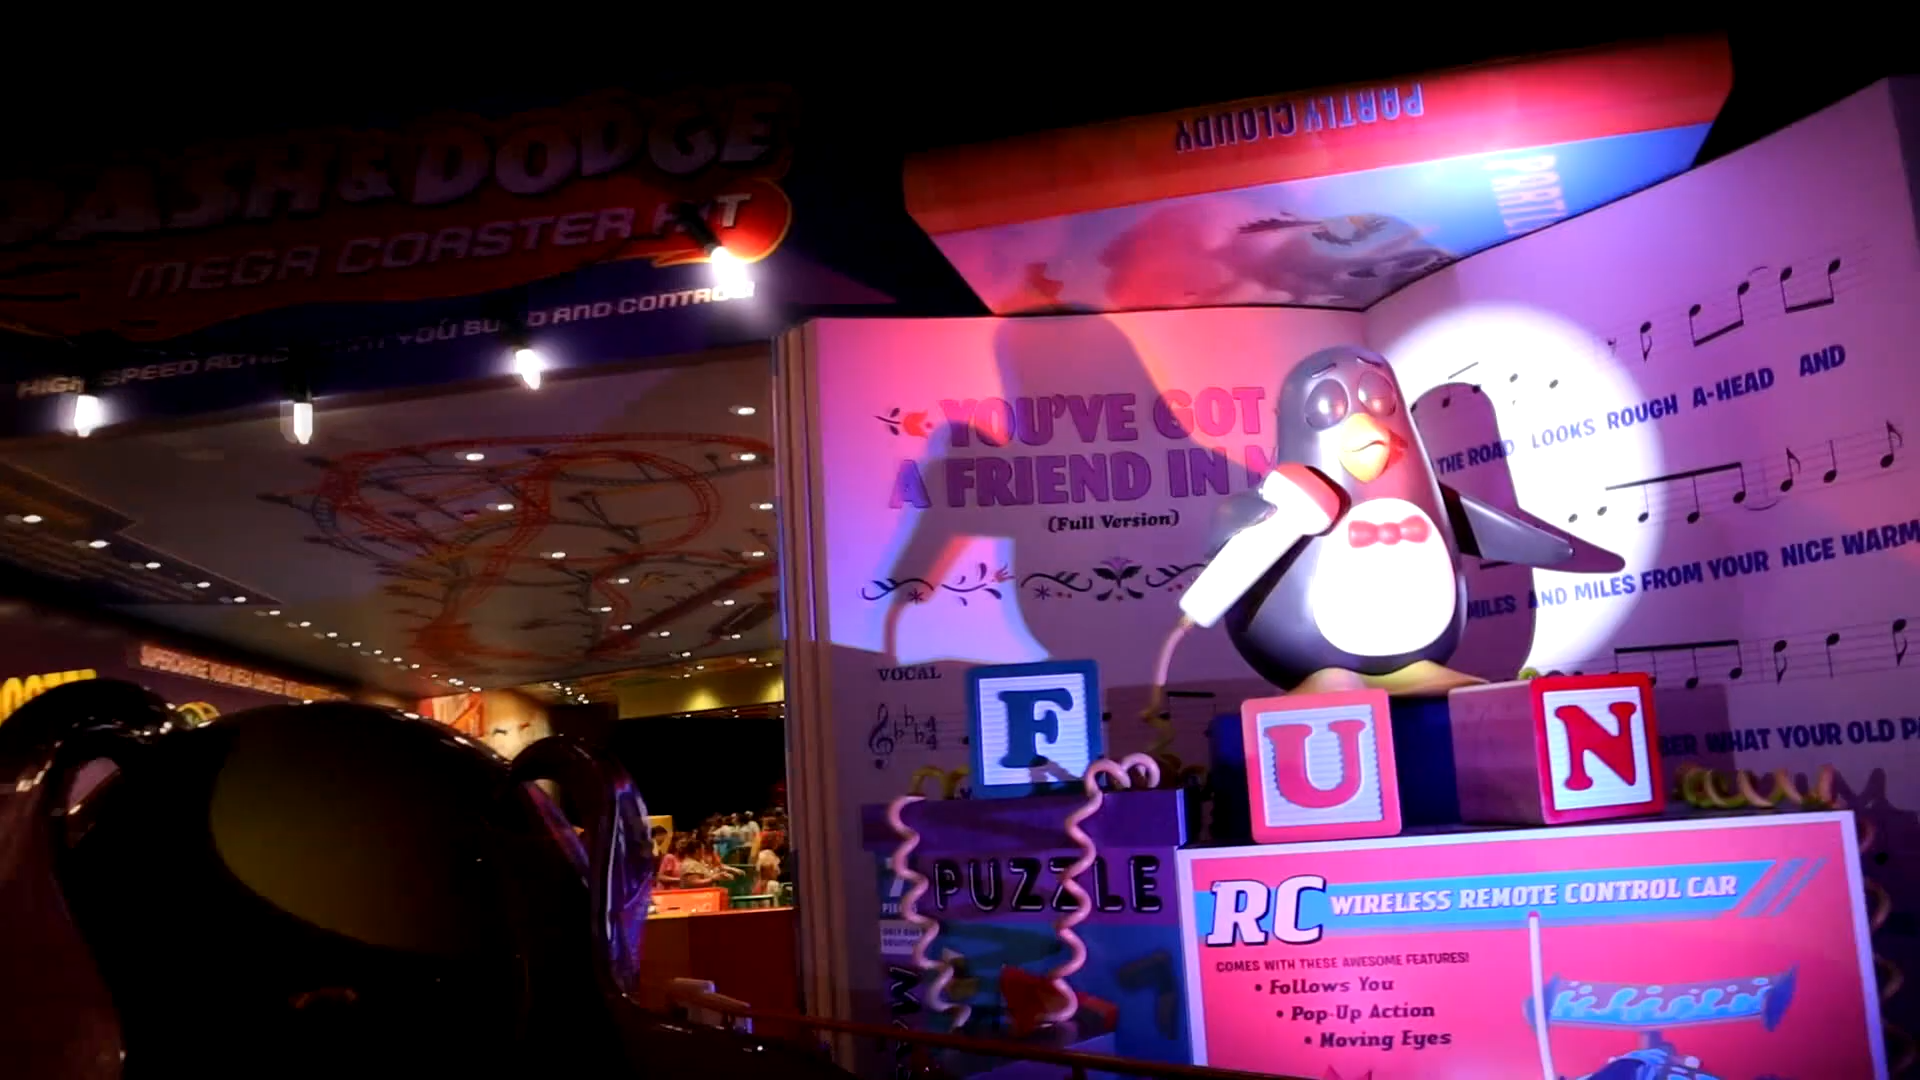 DASH & DODGE
MEGA COASTER KIT
HIGH-SPEED AND CONTROL
PARTLY CLOUDY
YOU'VE GOT
A FRIEND IN
(Full Version)
VOCAL
THE ROAD LOOKS ROUGH A-HEAD AND
MILES AND MILES FROM YOUR NICE WARM
WHAT YOUR OLD
F
U
N
PUZZLE
RC WIRELESS REMOTE CONTROL CAR
COMES WITH THESE AWESOME FEATURES!
• Follows You
• Pop-Up Action
• Moving Eyes